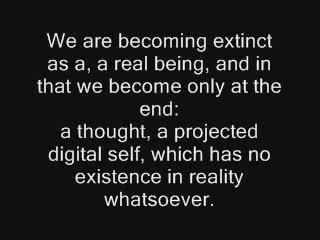 We are becoming extinct
as a, a real being, and in
that we become only at the
end:
a thought, a projected
digital self, which has no
existence in reality
whatsoever.